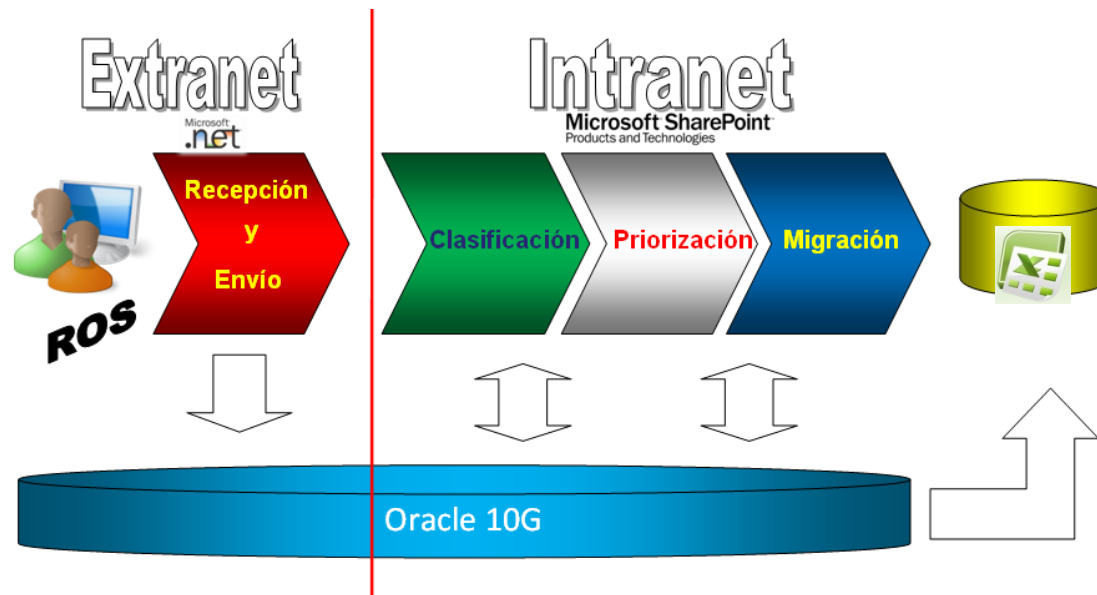 Extranet
Intranet
Microsoft
.net
Microsoft SharePoint
Products and Technologies
Recepción
y
Envío
Clasificación
Priorización
Migración
ROS
Oracle 10G